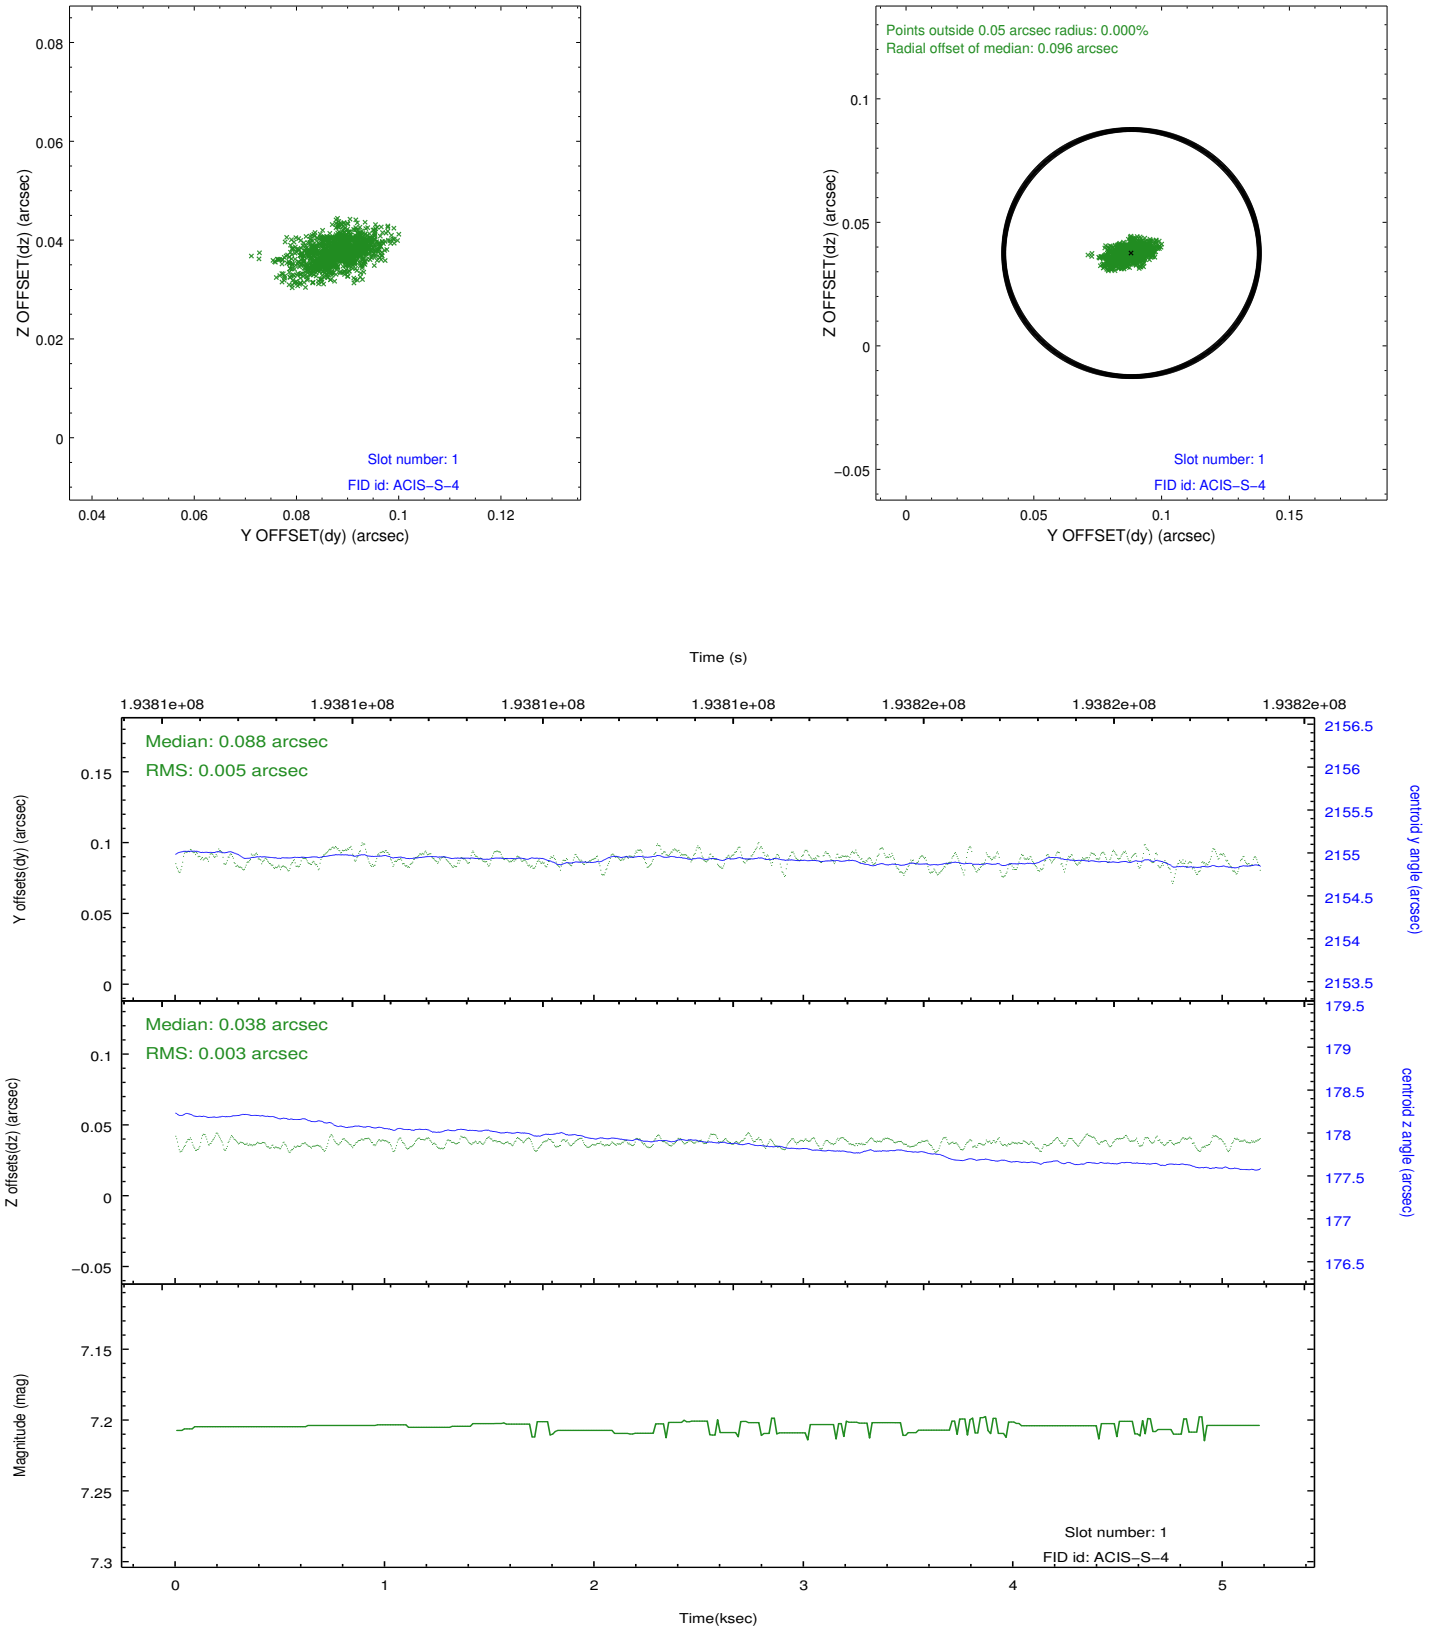 0.08
0.06
0.04
0.02
0
Z OFFSET(dz) (arcsec)
Slot number: 1
FID id: ACIS−S−4
0.04
0.06
0.08
0.1
0.12
Y OFFSET(dy) (arcsec)
Points outside 0.05 arcsec radius: 0.000%
Radial offset of median: 0.096 arcsec
0.1
0.05
0
−0.05
Z OFFSET(dz) (arcsec)
Slot number: 1
FID id: ACIS−S−4
0
0.05
0.1
0.15
Y OFFSET(dy) (arcsec)
Time (s)
1.9381e+08
1.9381e+08
1.9381e+08
1.9381e+08
1.9382e+08
1.9382e+08
1.9382e+08
Median: 0.088 arcsec
RMS: 0.005 arcsec
0.15
0.1
0.05
0
Y offsets(dy) (arcsec)
2156.5
2156
2155.5
2155
2154.5
2154
2153.5
centroid y angle (arcsec)
Median: 0.038 arcsec
RMS: 0.003 arcsec
0.1
0.05
0
−0.05
Z offsets(dz) (arcsec)
179.5
179
178.5
178
177.5
177
176.5
centroid z angle (arcsec)
7.15
7.2
7.25
7.3
Magnitude (mag)
Slot number: 1
FID id: ACIS−S−4
0
1
2
3
4
5
Time(ksec)